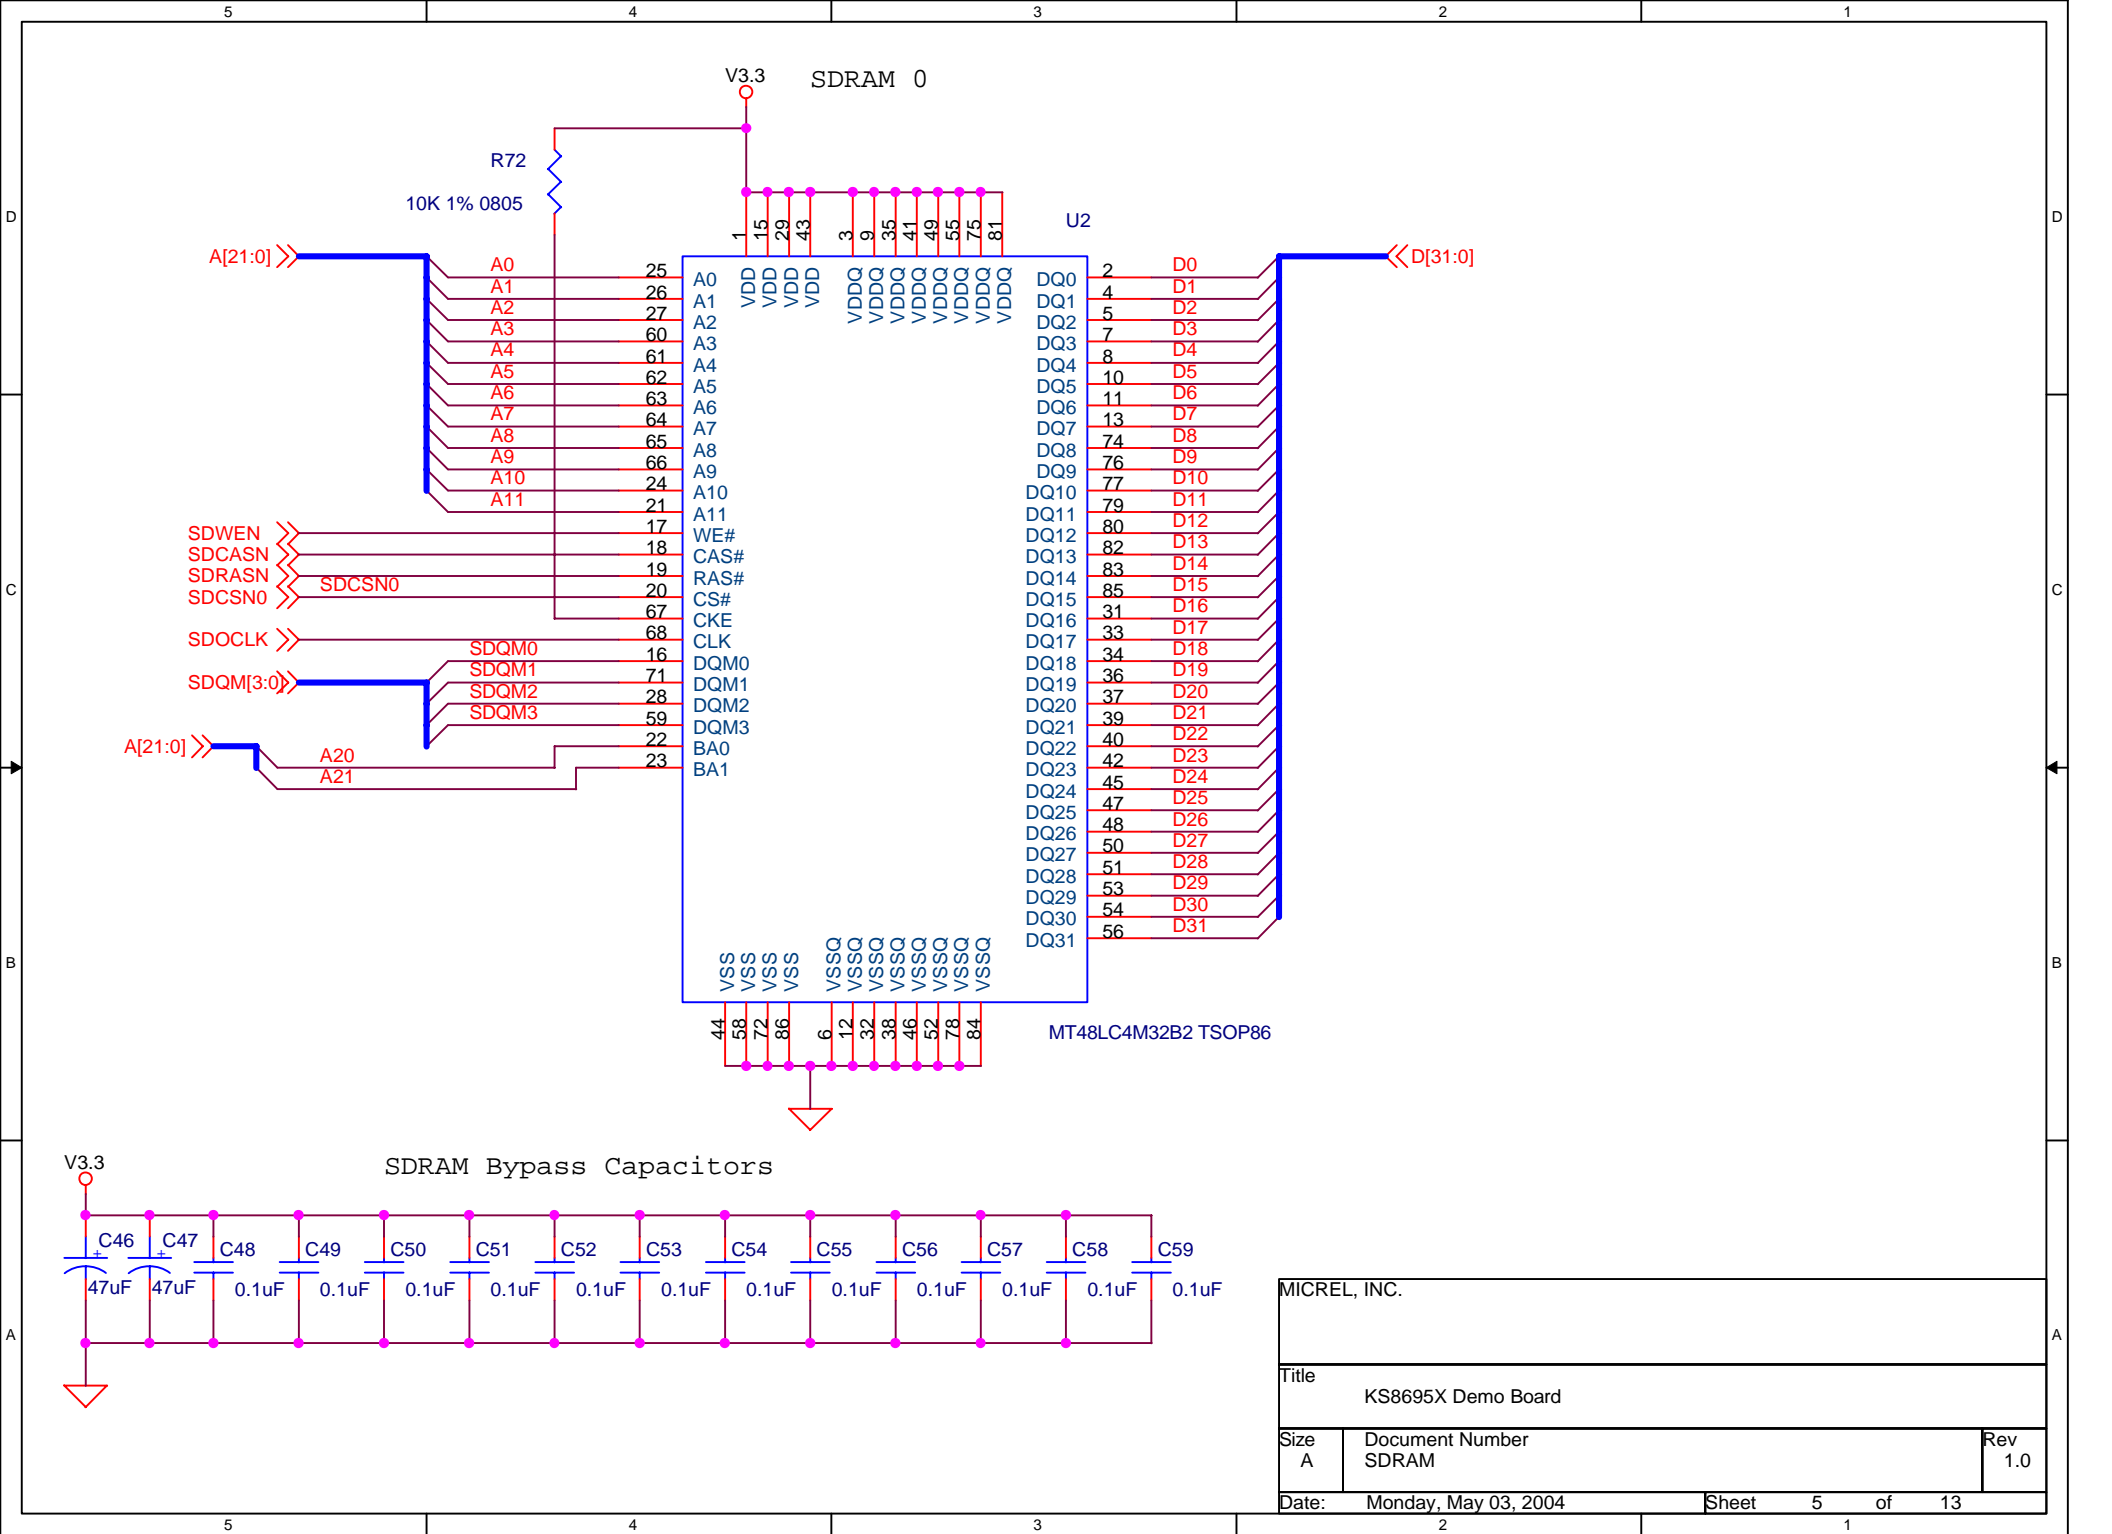 5 4 3 2 1
V3.3 SDRAM 0
R72
10K 1% 0805
D D
U2
1 15 29 43 3 9 35 41 49 55 75 81
VDD VDD VDD VDD VDDQ VDDQ VDDQ VDDQ VDDQ VDDQ VDDQ VDDQ
A[21:0] D[31:0]
A0 25 A0 DQ0 2 D0
A1 26 A1 DQ1 4 D1
A2 27 A2 DQ2 5 D2
A3 60 A3 DQ3 7 D3
A4 61 A4 DQ4 8 D4
A5 62 A5 DQ5 10 D5
A6 63 A6 DQ6 11 D6
A7 64 A7 DQ7 13 D7
A8 65 A8 DQ8 74 D8
A9 66 A9 DQ9 76 D9
A10 24 A10 DQ10 77 D10
A11 21 A11 DQ11 79 D11
SDWEN 17 WE# DQ12 80 D12
SDCASN 18 CAS# DQ13 82 D13
SDRASN 19 RAS# DQ14 83 D14
SDCSN0 SDCSN0 20 CS# DQ15 85 D15
C C
67 CKE DQ16 31 D16
SDOCLK 68 CLK DQ17 33 D17
SDQM0 16 DQM0 DQ18 34 D18
SDQM[3:0] SDQM1 71 DQM1 DQ19 36 D19
SDQM2 28 DQM2 DQ20 37 D20
SDQM3 59 DQM3 DQ21 39 D21
A[21:0] A20 22 BA0 DQ22 40 D22
A21 23 BA1 DQ23 42 D23
DQ24 45 D24
DQ25 47 D25
DQ26 48 D26
DQ27 50 D27
DQ28 51 D28
DQ29 53 D29
DQ30 54 D30
DQ31 56 D31
B B
VSS VSS VSS VSS VSSQ VSSQ VSSQ VSSQ VSSQ VSSQ VSSQ VSSQ
44 58 72 86 6 12 32 38 46 52 78 84
MT48LC4M32B2 TSOP86
V3.3 SDRAM Bypass Capacitors
C46 C47 C48 C49 C50 C51 C52 C53 C54 C55 C56 C57 C58 C59
+ +
47uF 47uF 0.1uF 0.1uF 0.1uF 0.1uF 0.1uF 0.1uF 0.1uF 0.1uF 0.1uF 0.1uF 0.1uF 0.1uF
A A
MICREL, INC.
Title
KS8695X Demo Board
Size Document Number Rev
A SDRAM 1.0
Date: Monday, May 03, 2004 Sheet 5 of 13
5 4 3 2 1